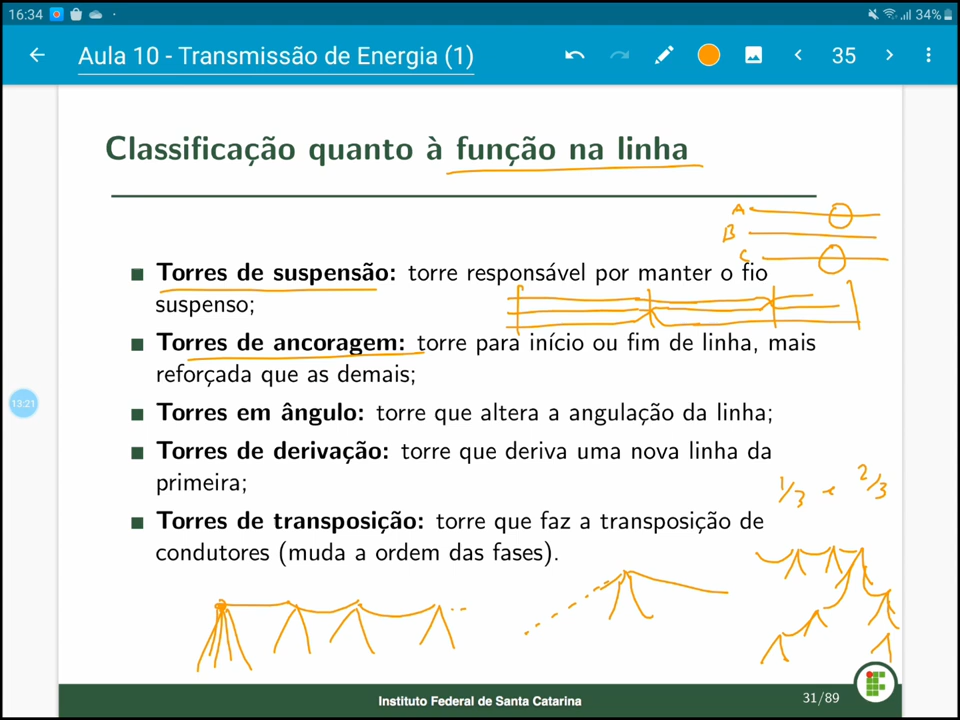 16:34
34%
Aula 10 - Transmissão de Energia (1)
35
Classificação quanto à função na linha
A
B
C
Torres de suspensão: torre responsável por manter o fio
suspenso;
Torres de ancoragem: torre para início ou fim de linha, mais
reforçada que as demais;
13:21
Torres em ângulo: torre que altera a angulação da linha;
Torres de derivação: torre que deriva uma nova linha da
primeira;
1/3 e 2/3
Torres de transposição: torre que faz a transposição de
condutores (muda a ordem das fases).
Instituto Federal de Santa Catarina
31/89